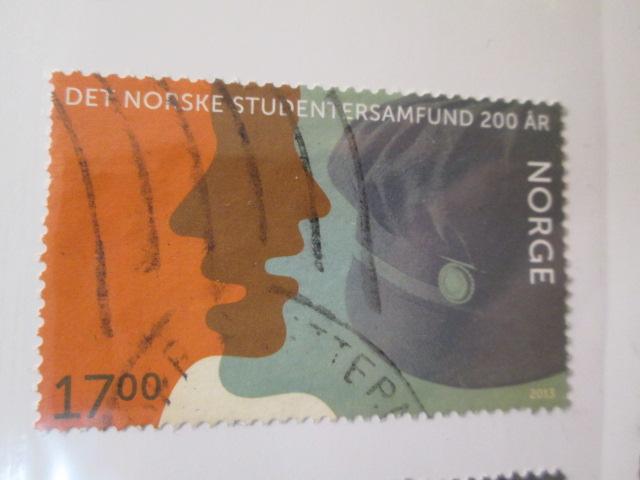 DET NORSKE STUDENTERSAMFUND 200 ÅR
NORGE
17.00
2013